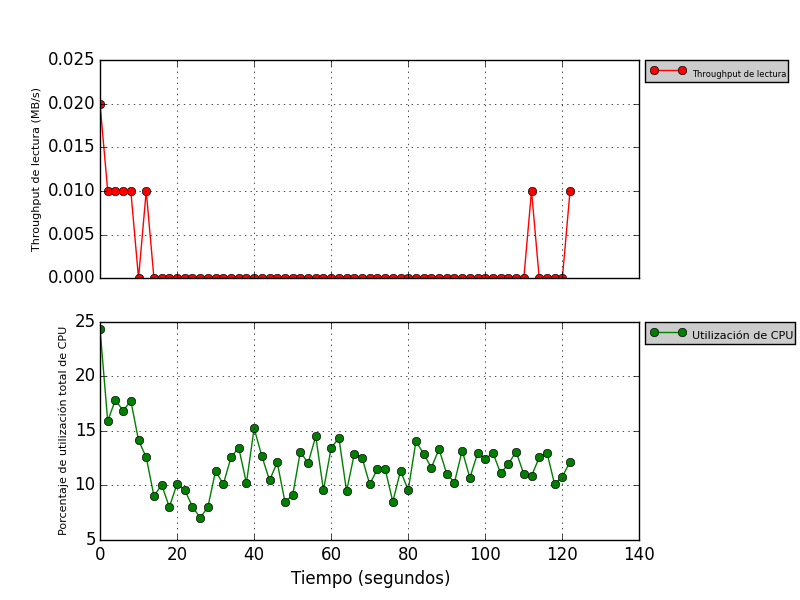 0.025
0.020
0.015
0.010
0.005
0.000
Throughput de lectura (MB/s)
Throughput de lectura
25
20
15
10
5
Porcentaje de utilización total de CPU
Utilización de CPU
0 20 40 60 80 100 120 140
Tiempo (segundos)